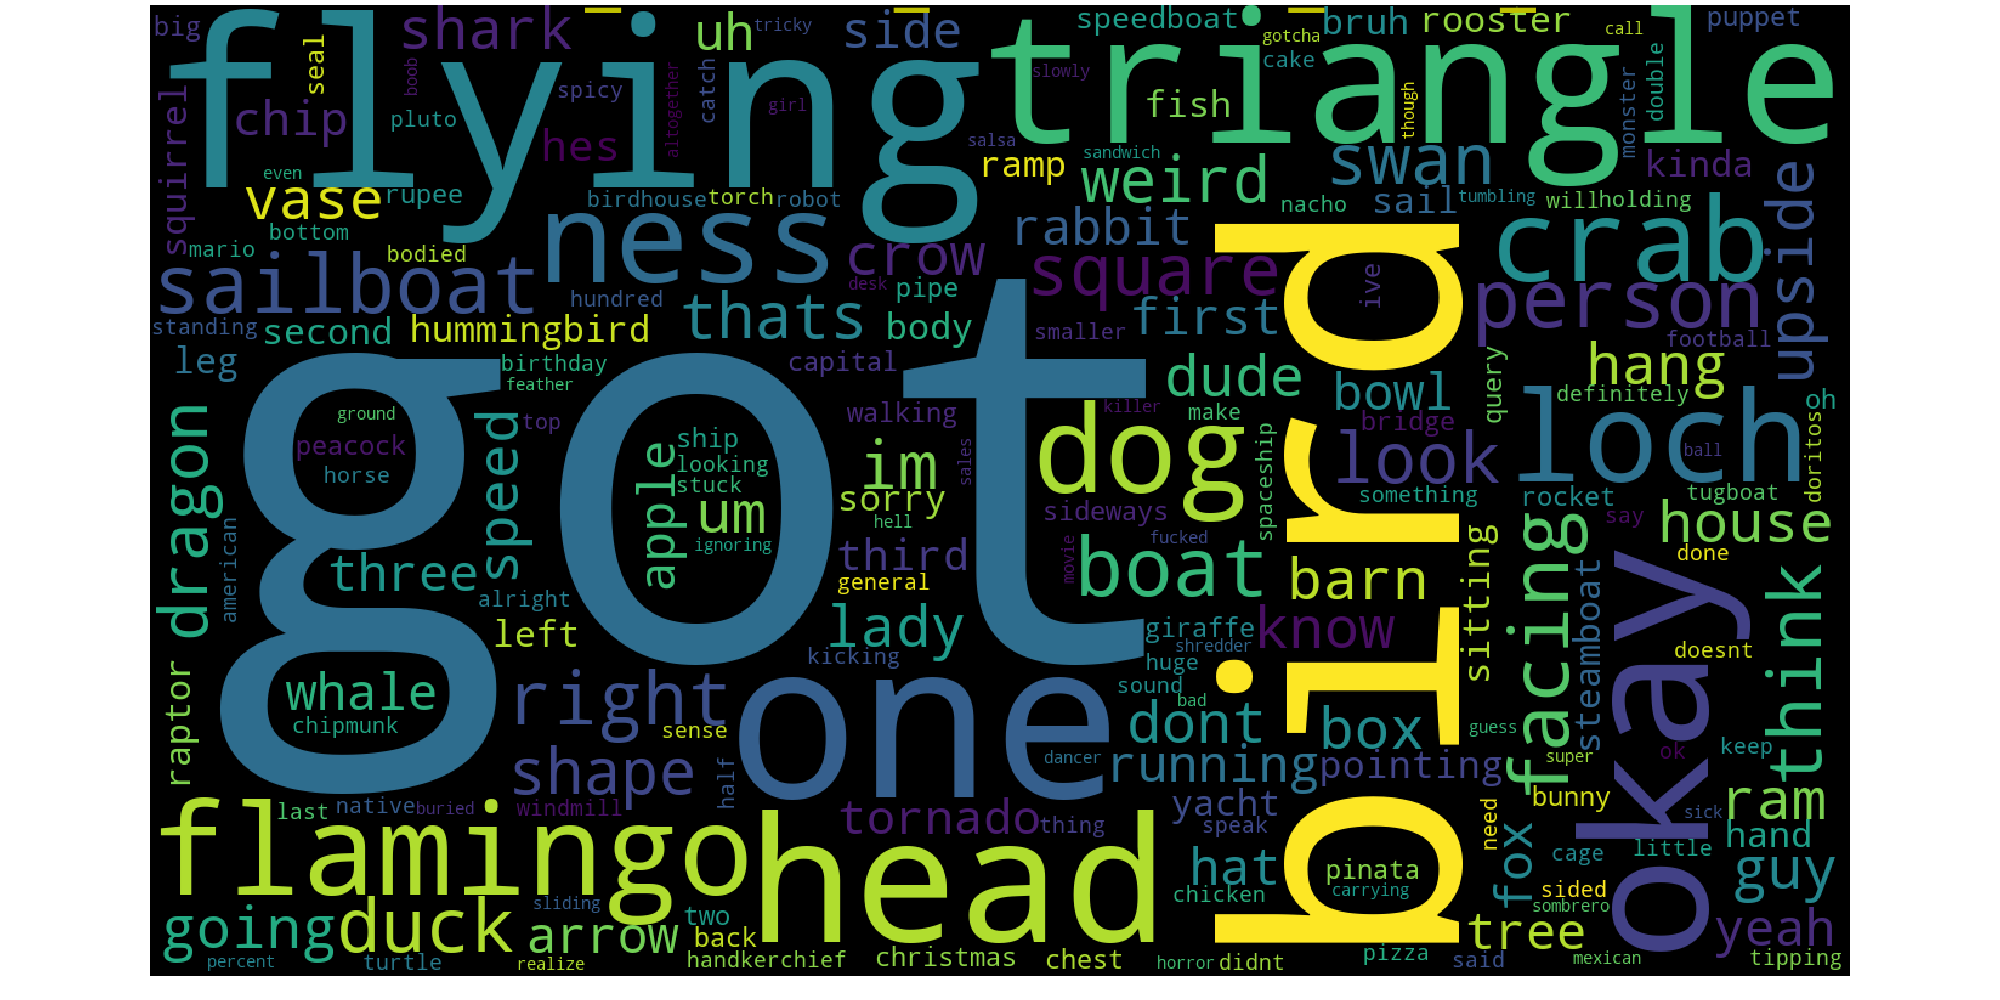 big
flying
shark
uh
tricky
side
speedboat
gotcha
bruh
rooster
call
puppet
triangle
seal
boob
chip
pluto
spicy
altogether
catch
girl
slowly
cake
fish
though
monster
double
squirrel
hes
salsa
ramp
sandwich
weird
swan
kinda
even
vase
rupee
birdhouse
torch
robot
rabbit
nacho
sail
tumbling
will
holding
upside
mario
bottom
bodied
ness
crow
square
ive
crab
sailboat
hundred
desk
pipe
person
standing
second
hummingbird
thats
body
smaller
first
football
leg
birthday
feather
capital
dude
bowl
hang
definitely
oh
dragon
ground
peacock
horse
speed
top
got
ship
looking
stuck
apple
um
ignoring
walking
im
sorry
hell
sales
dog
killer
make
spaceship
bird
query
bridge
look
something
loch
ball
doritos
rocket
tugboat
say
house
american
three
alright
third
general
sideways
movie
fucked
boat
barn
sitting
facing
steamboat
done
think
left
lady
kicking
giraffe
shredder
huge
know
doesnt
okay
raptor
whale
chipmunk
right
sense
one
sound
bad
dont
box
guess
ok
keep
shape
half
dancer
running
pointing
super
last
native
buried
windmill
tornado
thing
yacht
speak
need
bunny
sick
ram
flamingo
head
hat
pinata
carrying
fox
cage
little
hand
guy
chicken
sided
sombrero
going
duck
sliding
arrow
two
back
tree
yeah
percent
turtle
realize
handkerchief
christmas
chest
horror
didnt
pizza
said
mexican
tipping